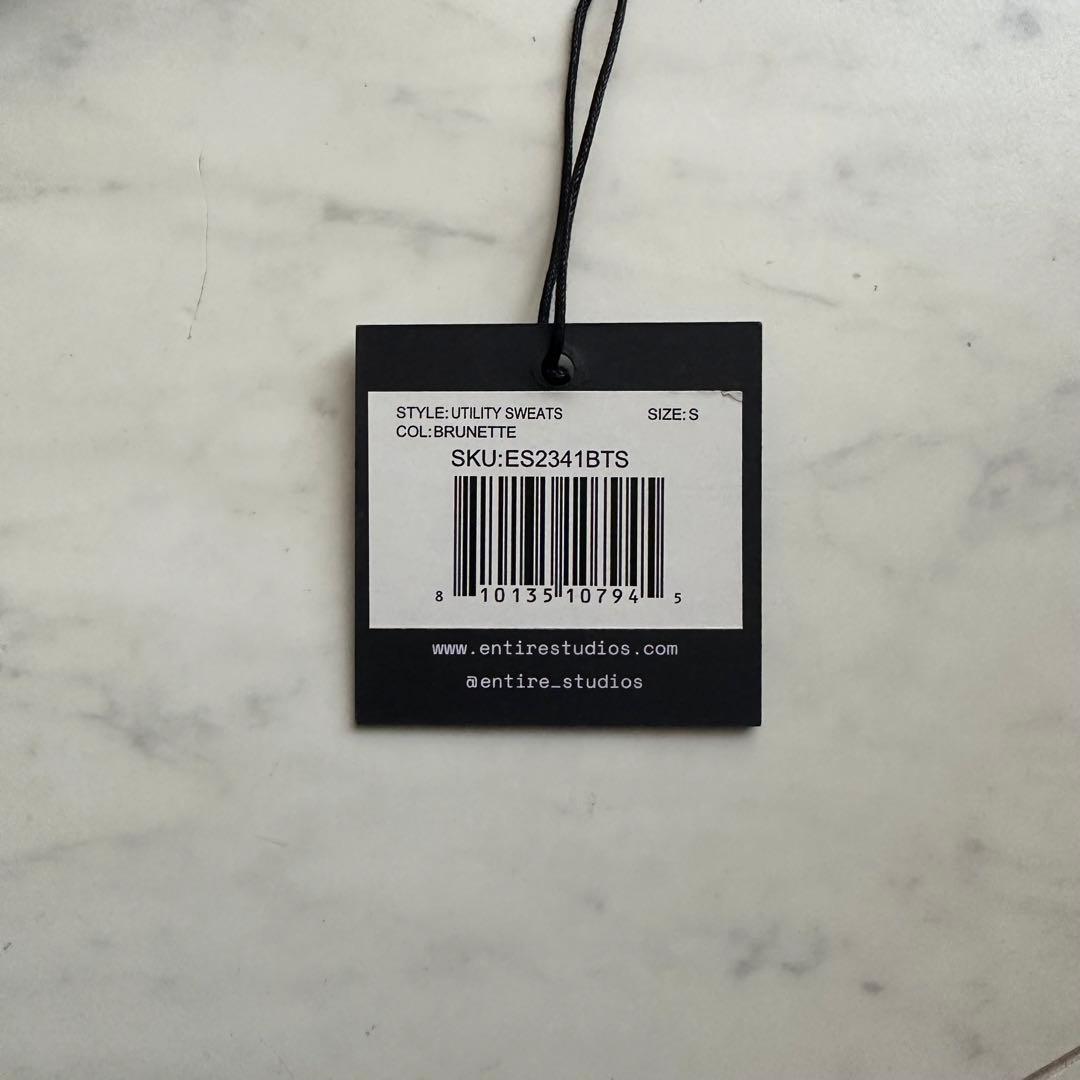 STYLE: UTILITY SWEATS SIZE: S
COL:BRUNETTE
SKU:ES2341BTS
8 10135 10794 5
www.entirestudios.com
@entire_studios